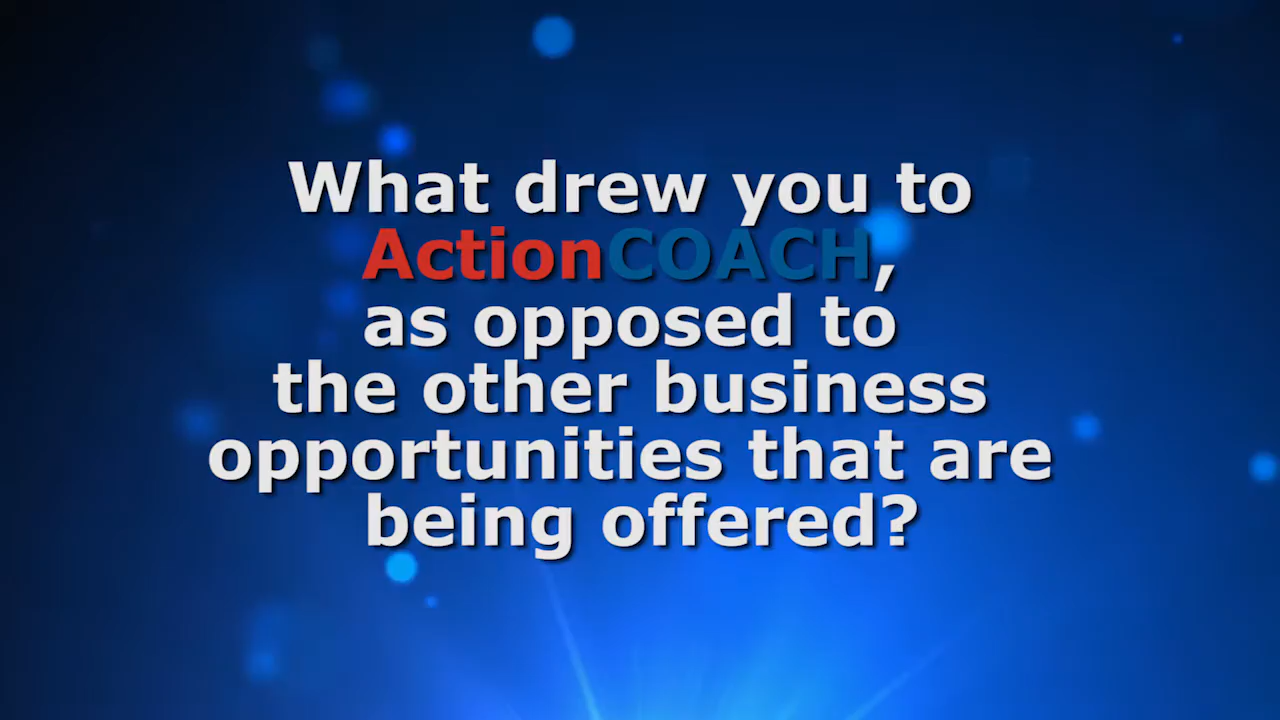 What drew you to
ActionCOACH,
as opposed to
the other business
opportunities that are
being offered?